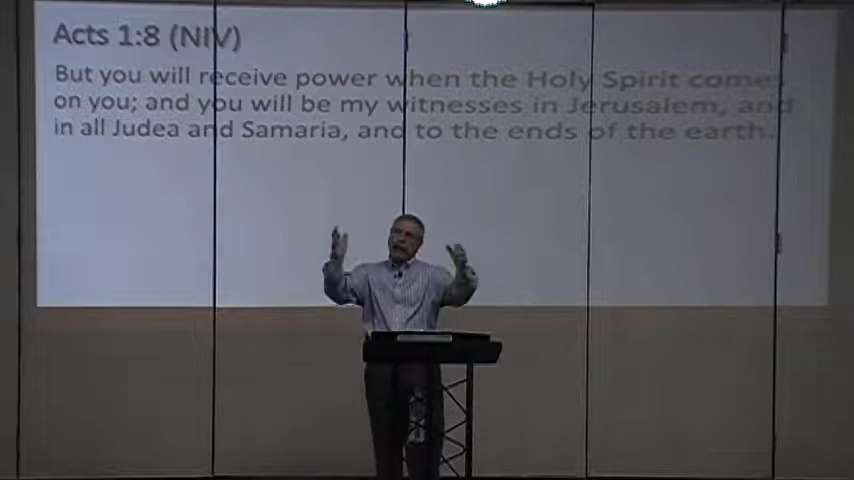 Acts 1:8 (NIV)
But you will receive power when the Holy Spirit comes
on you; and you will be my witnesses in Jerusalem, and
in all Judea and Samaria, and to the ends of the earth.